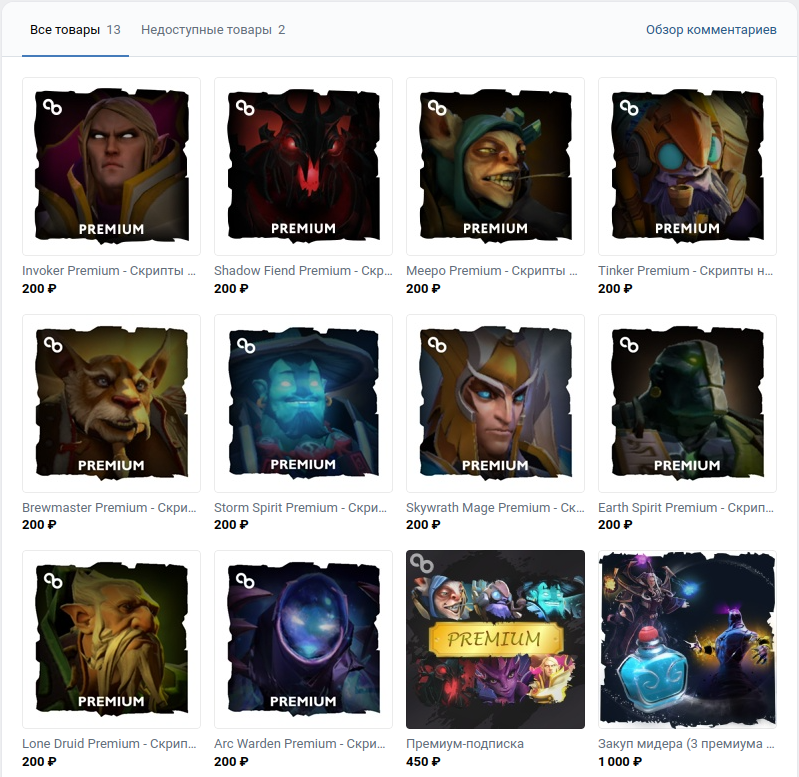 Все товары 13 Недоступные товары 2 Обзор комментариев
PREMIUM PREMIUM PREMIUM PREMIUM
Invoker Premium - Скрипты ... Shadow Fiend Premium - Скр... Meepo Premium - Скрипты ... Tinker Premium - Скрипты н...
200 ₽ 200 ₽ 200 ₽ 200 ₽
PREMIUM PREMIUM PREMIUM PREMIUM
Brewmaster Premium - Скри... Storm Spirit Premium - Скри... Skywrath Mage Premium - Ск... Earth Spirit Premium - Скрип...
200 ₽ 200 ₽ 200 ₽ 200 ₽
PREMIUM PREMIUM PREMIUM
Lone Druid Premium - Скрип... Arc Warden Premium - Скри... Премиум-подписка Закуп мидера (3 премиума ...
200 ₽ 200 ₽ 450 ₽ 1 000 ₽